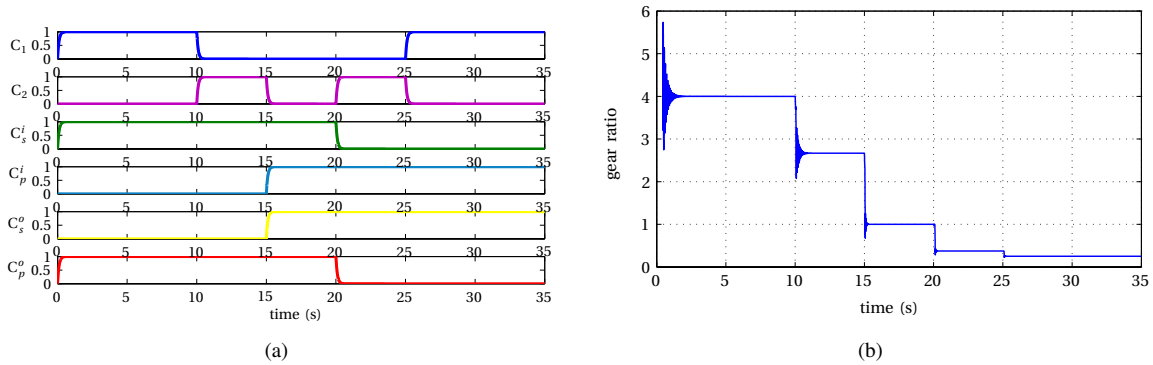 C₁ 1 0.5 0
0 5 10 15 20 25 30 35
C₂ 1 0.5 0
0 5 10 15 20 25 30 35
Cₛⁱ 1 0.5 0
0 5 10 15 20 25 30 35
Cₚⁱ 1 0.5 0
0 5 10 15 20 25 30 35
Cₛᵒ 1 0.5 0
0 5 10 15 20 25 30 35
Cₚᵒ 1 0.5 0
0 5 10 15 20 25 30 35
time (s)
(a)
6
5
4
3
2
1
0
gear ratio
0 5 10 15 20 25 30 35
time (s)
(b)